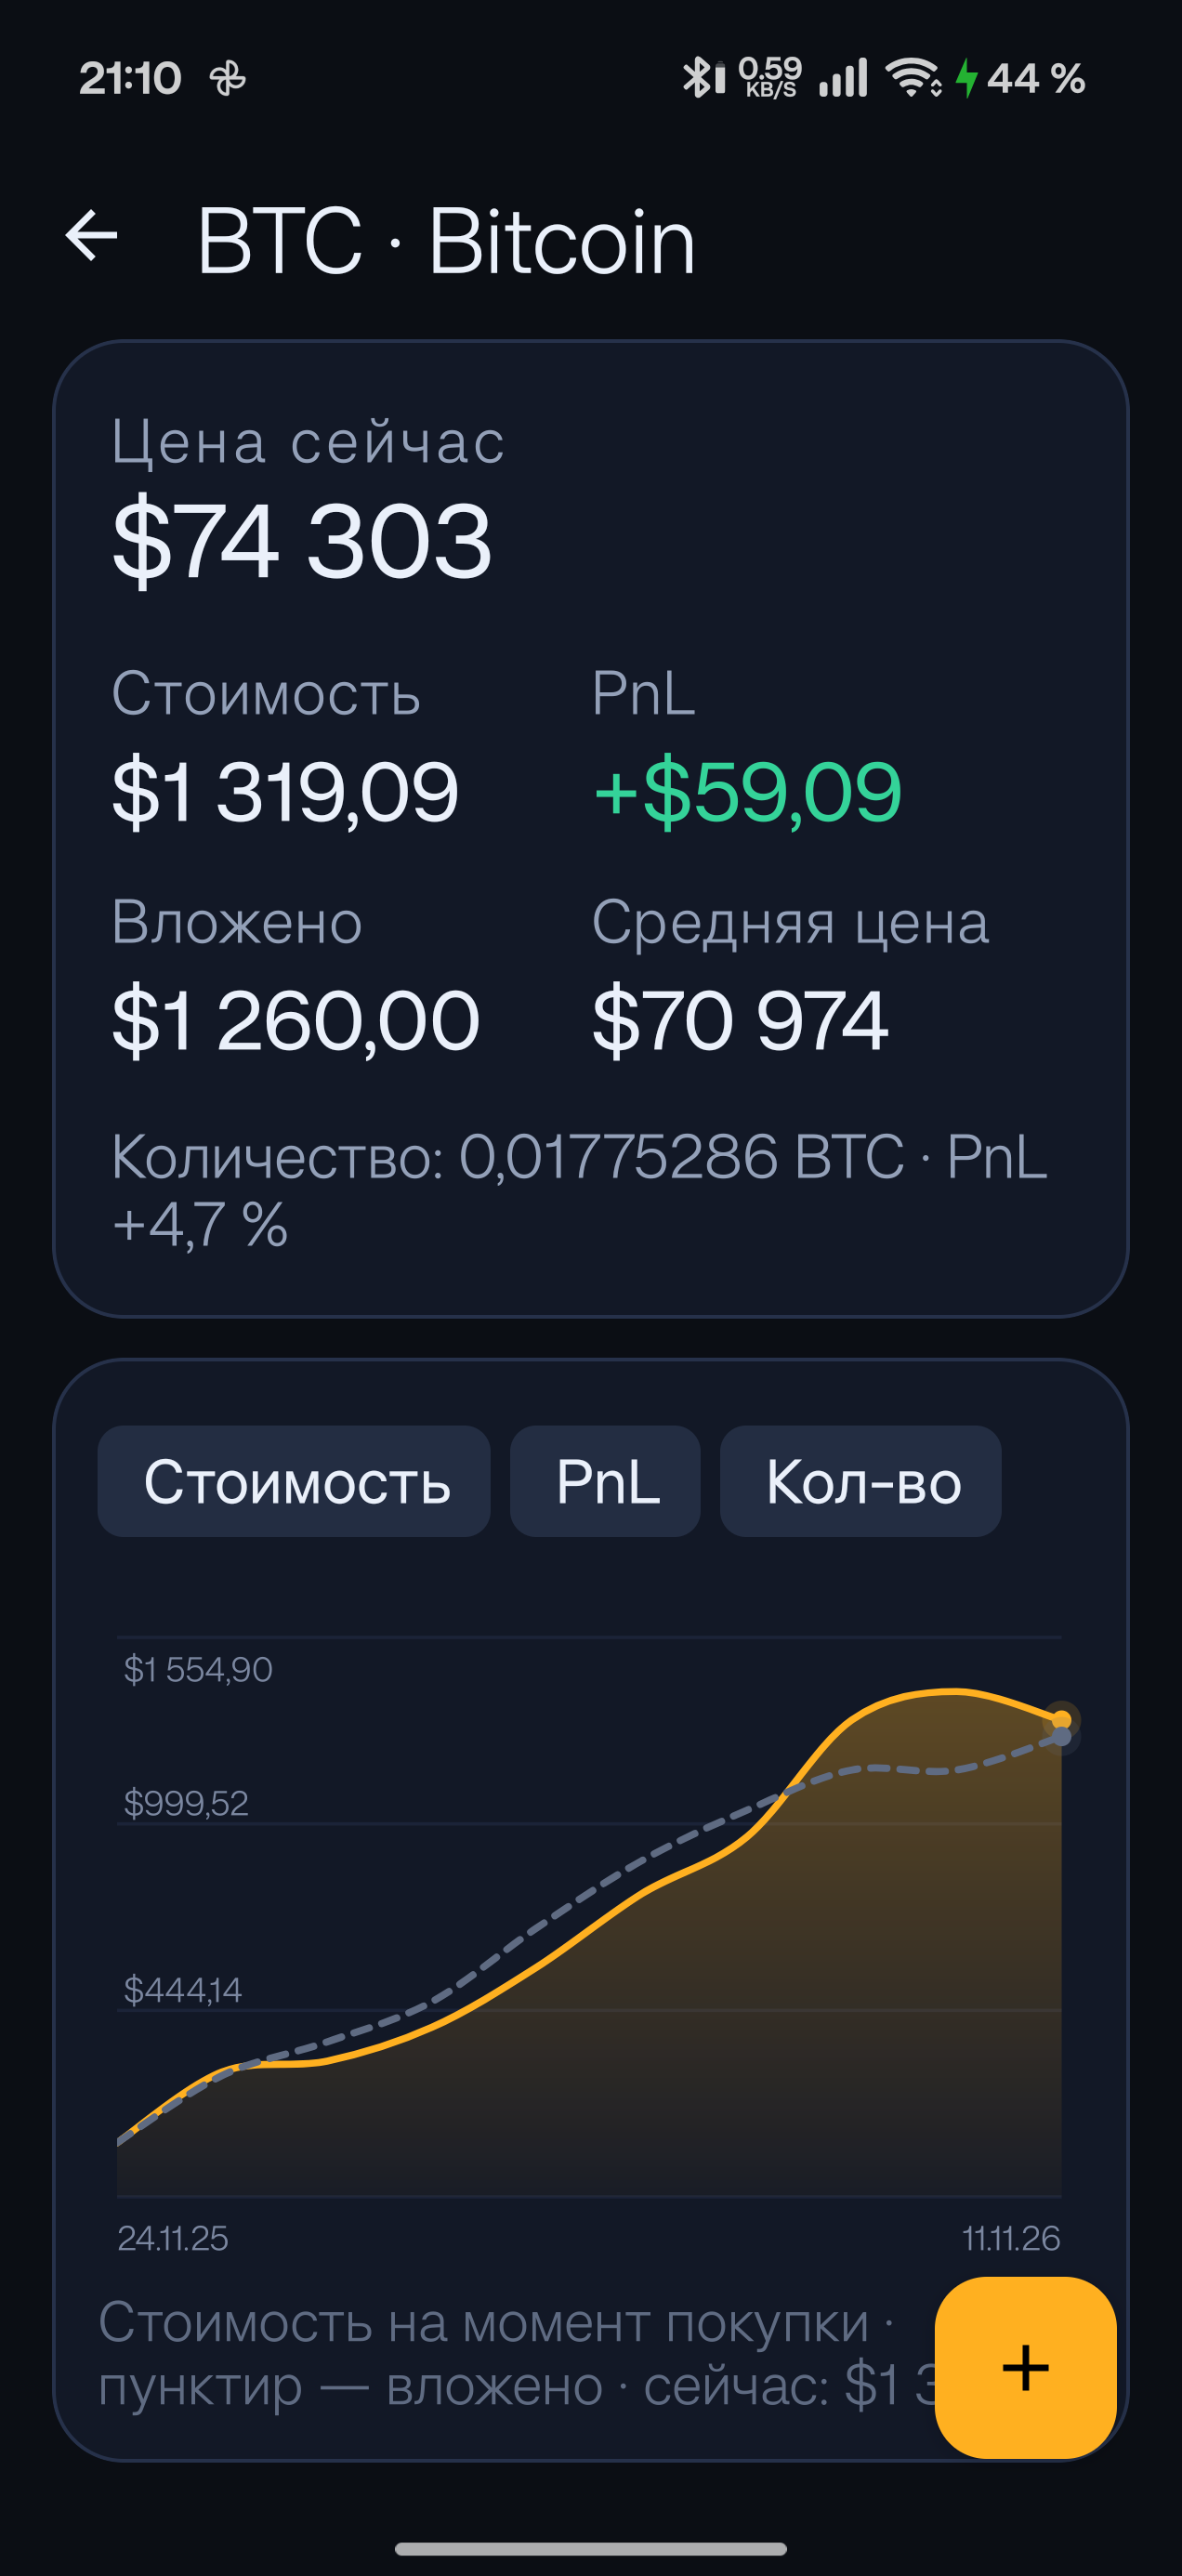 21:10 0.59 KB/S 44 %
BTC · Bitcoin
Цена сейчас
$74 303
Стоимость PnL
$1 319,09 +$59,09
Вложено Средняя цена
$1 260,00 $70 974
Количество: 0,01775286 BTC · PnL
+4,7 %
Стоимость PnL Кол-во
$1 554,90
$999,52
$444,14
24.11.25 11.11.26
Стоимость на момент покупки ·
пунктир — вложено · сейчас: $1